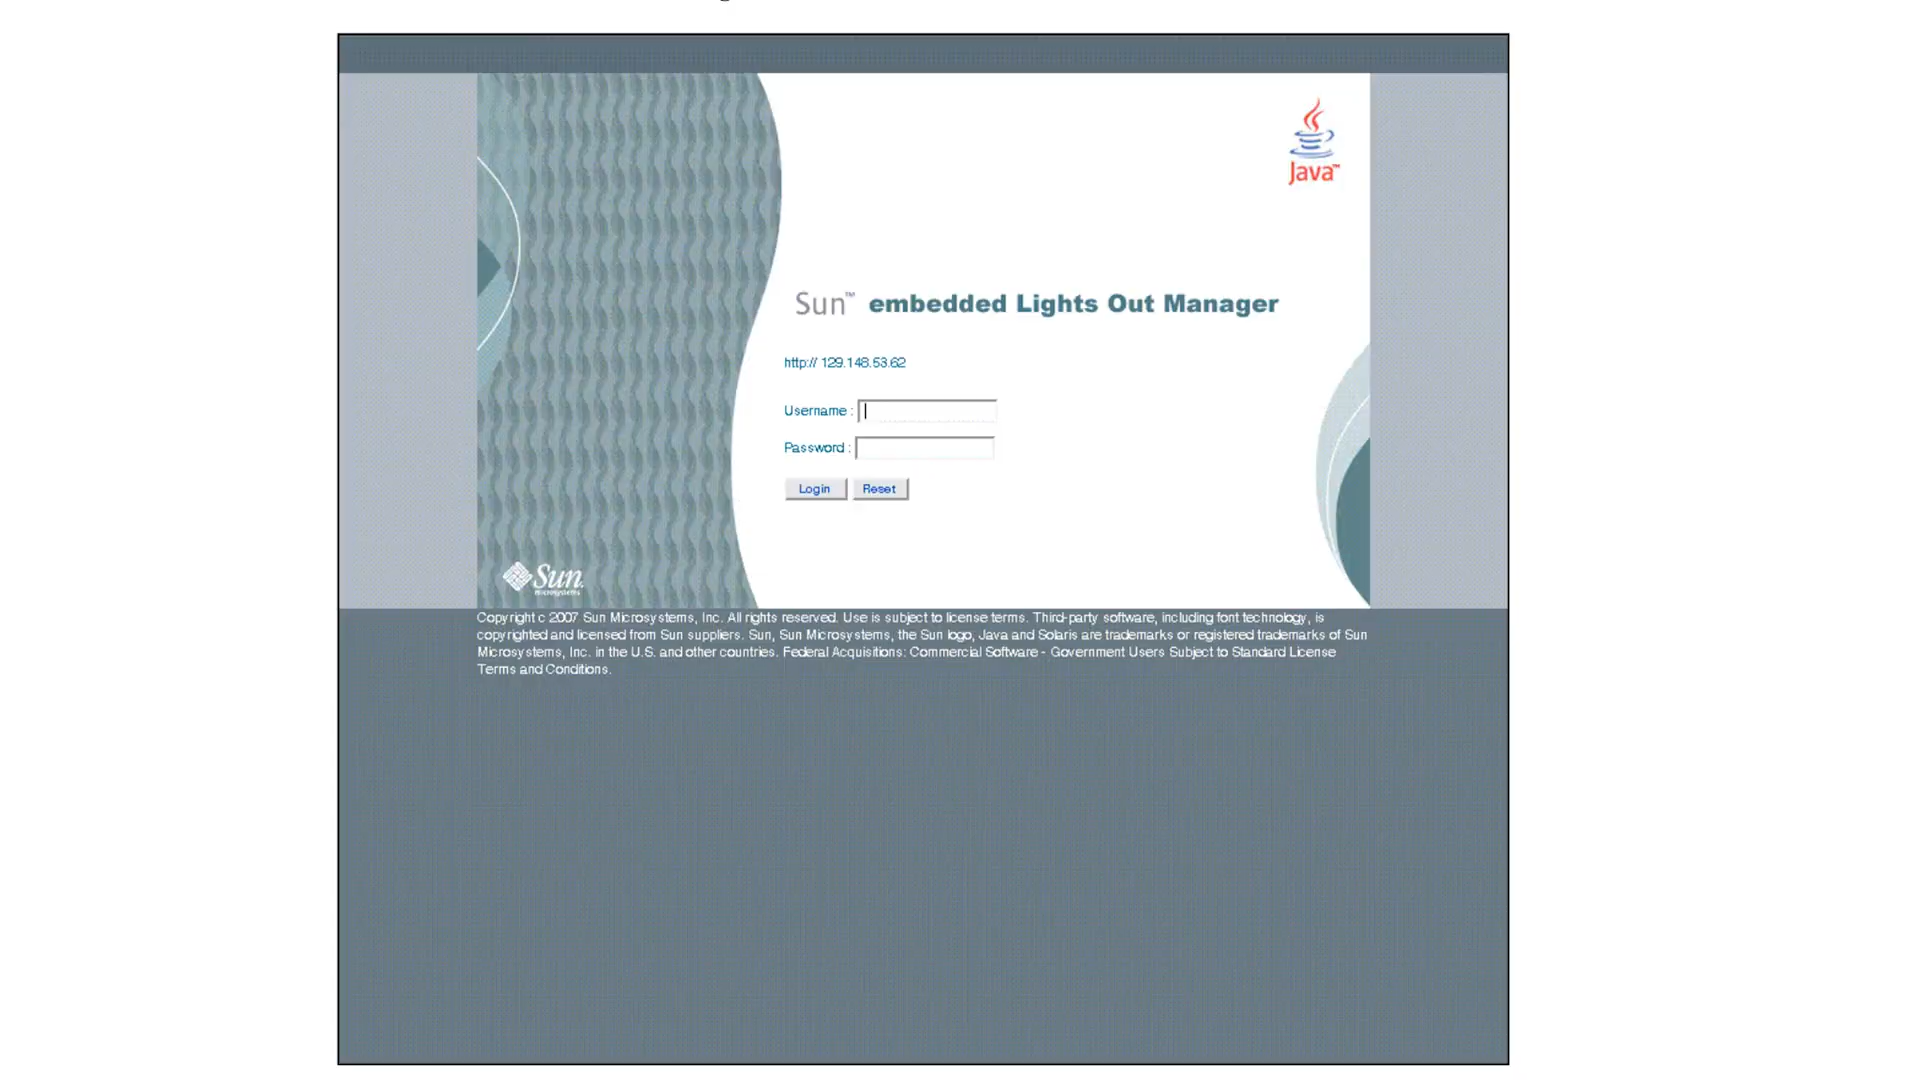 Java™
Sun™ embedded Lights Out Manager
http:// 129.148.53.62
Username :
Password :
Login Reset
Sun
microsystems
Copyright c 2007 Sun Microsystems, Inc. All rights reserved. Use is subject to license terms. Third-party software, including font technology, is
copyrighted and licensed from Sun suppliers. Sun, Sun Microsystems, the Sun logo, Java and Solaris are trademarks or registered trademarks of Sun
Microsystems, Inc. in the U.S. and other countries. Federal Acquisitions: Commercial Software - Government Users Subject to Standard License
Terms and Conditions.